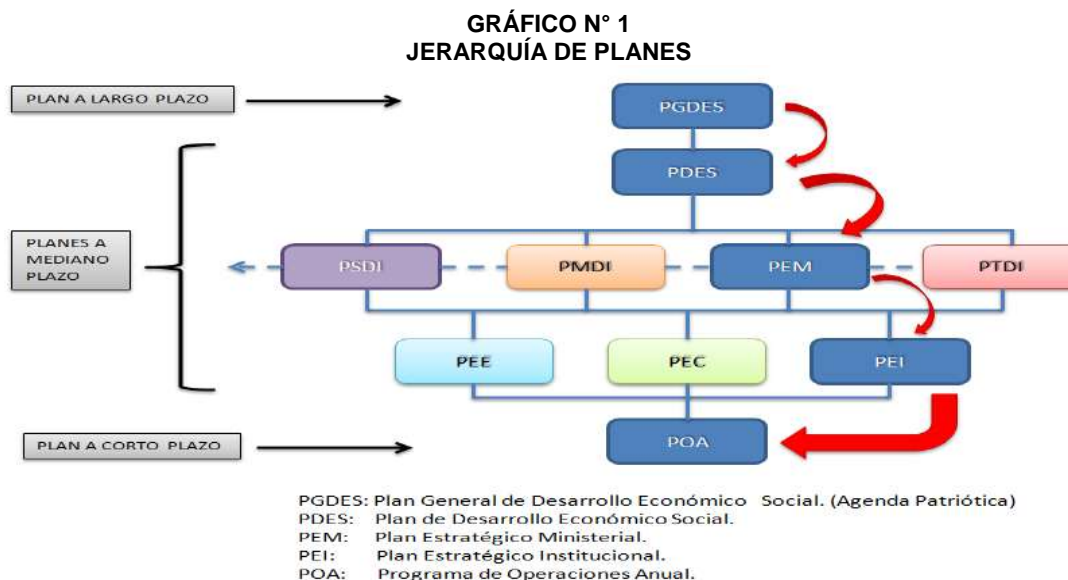 GRÁFICO N° 1
JERARQUÍA DE PLANES
PLAN A LARGO PLAZO
PGDES
PDES
PLANES A
MEDIANO
PLAZO
PSDI
PMDI
PEM
PTDI
PEE
PEC
PEI
PLAN A CORTO PLAZO
POA
PGDES: Plan General de Desarrollo Económico Social. (Agenda Patriótica)
PDES: Plan de Desarrollo Económico Social.
PEM: Plan Estratégico Ministerial.
PEI: Plan Estratégico Institucional.
POA: Programa de Operaciones Anual.